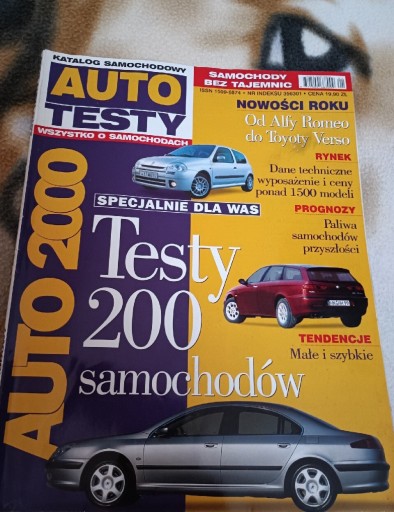 KATALOG SAMOCHODOWY
AUTO
TESTY
WSZYSTKO O SAMOCHODACH
SAMOCHODY
BEZ TAJEMNIC
NOWOŚCI ROKU
Od Alfy Romeo
do Toyoty Verso
RYNEK
Dane techniczne
wyposażenie i ceny
ponad 1500 modeli
SPECJALNIE DLA WAS
PROGNOZY
Paliwa
samochodów
przyszłości
AUTO 2000
Testy
200
samochodów
TENDENCJE
Małe i szybkie